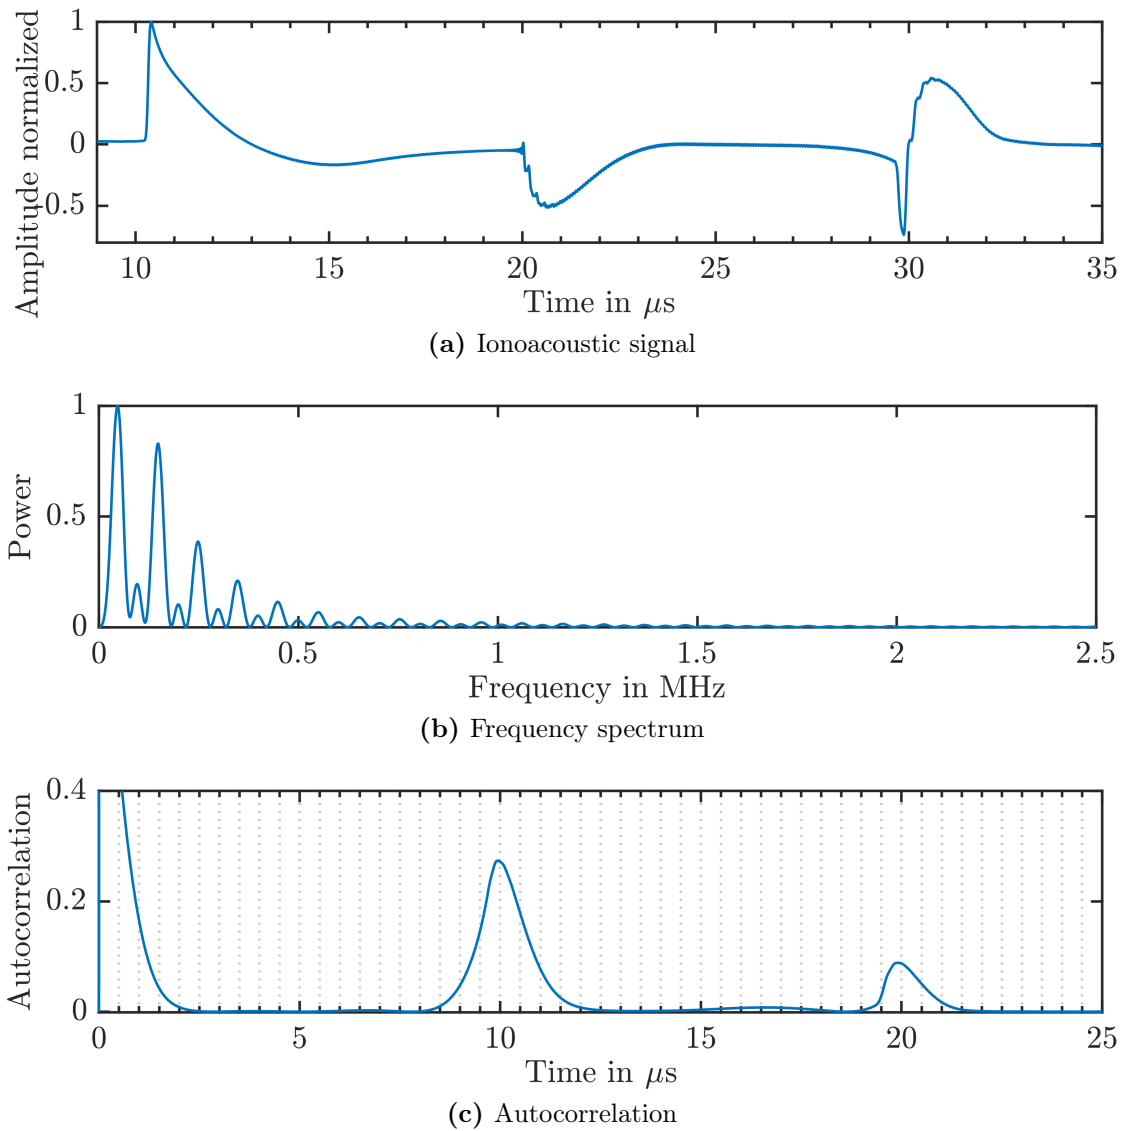 Amplitude normalized
1
0.5
0
-0.5
10 15 20 25 30 35
Time in μs
(a) Ionoacoustic signal
Power
1
0.5
0
0 0.5 1 1.5 2 2.5
Frequency in MHz
(b) Frequency spectrum
Autocorrelation
0.4
0.2
0
0 5 10 15 20 25
Time in μs
(c) Autocorrelation